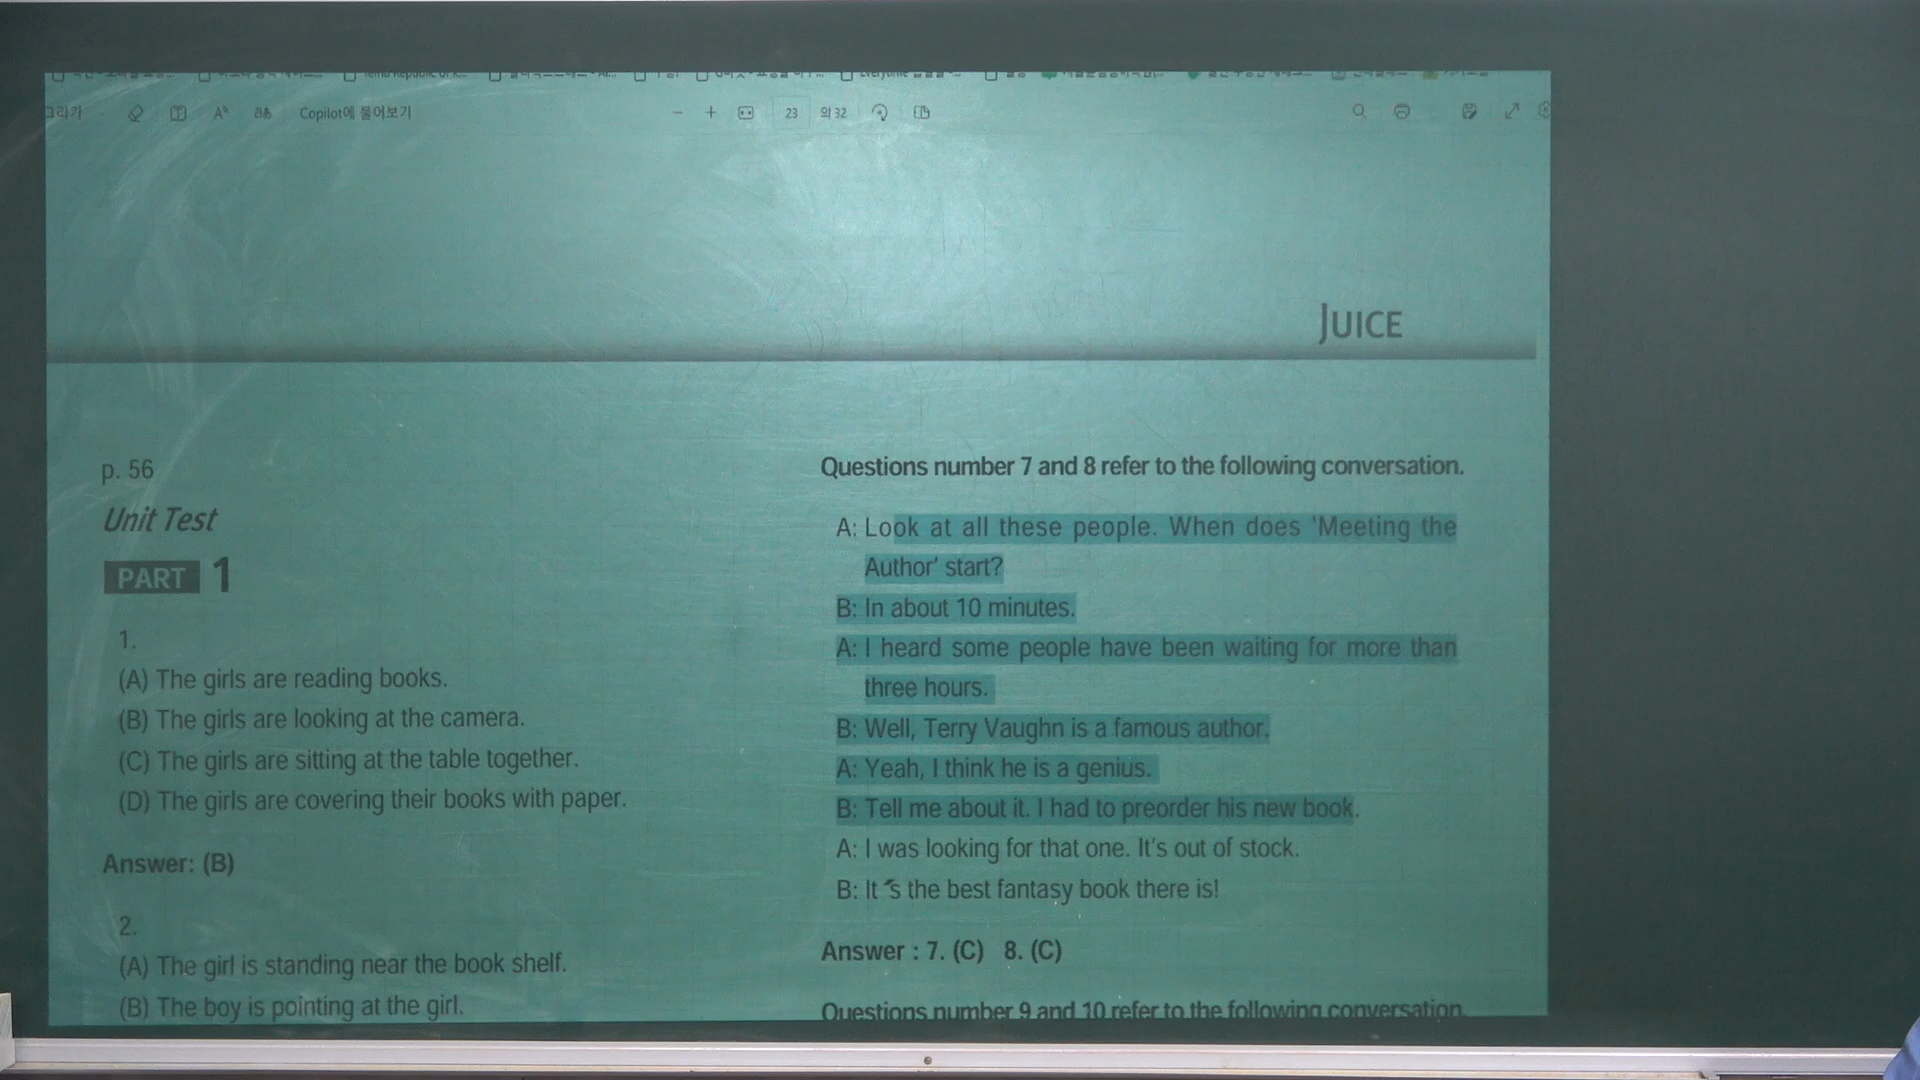 그리기
Copilot에 물어보기
23 의 32
JUICE
p. 56
Unit Test
PART 1
1.
(A) The girls are reading books.
(B) The girls are looking at the camera.
(C) The girls are sitting at the table together.
(D) The girls are covering their books with paper.
Answer: (B)
2.
(A) The girl is standing near the book shelf.
(B) The boy is pointing at the girl.
Questions number 7 and 8 refer to the following conversation.
A: Look at all these people. When does 'Meeting the
Author' start?
B: In about 10 minutes.
A: I heard some people have been waiting for more than
three hours.
B: Well, Terry Vaughn is a famous author.
A: Yeah, I think he is a genius.
B: Tell me about it. I had to preorder his new book.
A: I was looking for that one. It's out of stock.
B: It´s the best fantasy book there is!
Answer : 7. (C) 8. (C)
Questions number 9 and 10 refer to the following conversation.